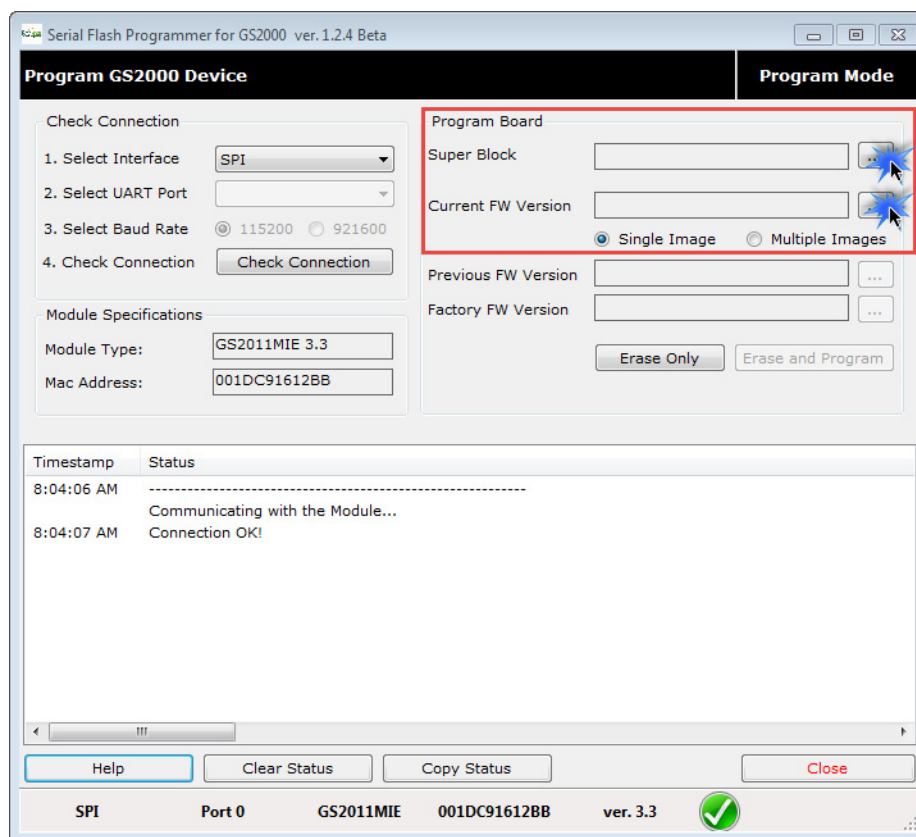 Serial Flash Programmer for GS2000 ver. 1.2.4 Beta
Program GS2000 Device
Program Mode
Check Connection
1. Select Interface SPI
2. Select UART Port
3. Select Baud Rate 115200 921600
4. Check Connection Check Connection
Module Specifications
Module Type: GS2011MIE 3.3
Mac Address: 001DC91612BB
Program Board
Super Block ...
Current FW Version
Single Image Multiple Images
Previous FW Version ...
Factory FW Version ...
Erase Only Erase and Program
Timestamp Status
8:04:06 AM -----------------------------------------------------------
Communicating with the Module...
8:04:07 AM Connection OK!
Help Clear Status Copy Status Close
SPI Port 0 GS2011MIE 001DC91612BB ver. 3.3